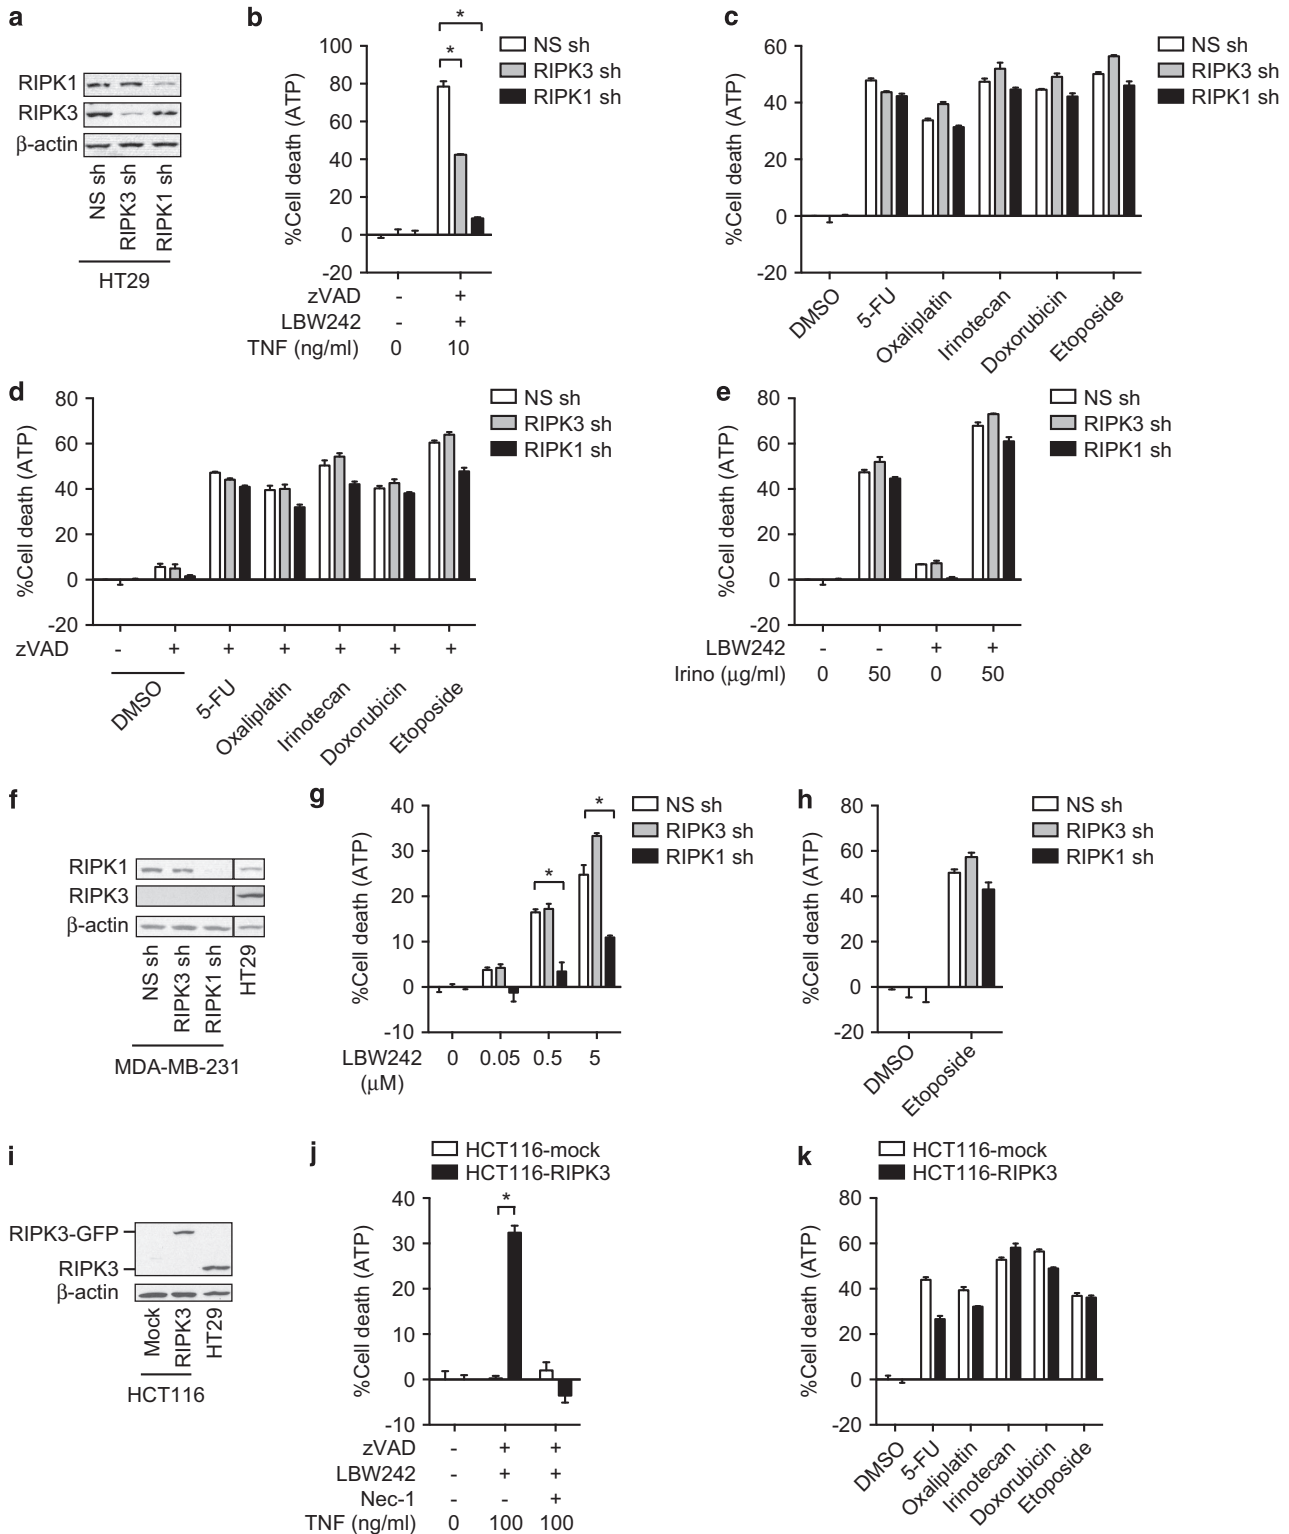 a
RIPK1
RIPK3
β-actin
NS sh
RIPK3 sh
RIPK1 sh
HT29
b
*
*
NS sh
RIPK3 sh
RIPK1 sh
%Cell death (ATP)
100
80
60
40
20
0
-20
zVAD - +
LBW242 - +
TNF (ng/ml) 0 10
c
NS sh
RIPK3 sh
RIPK1 sh
%Cell death (ATP)
60
40
20
0
-20
DMSO
5-FU
Oxaliplatin
Irinotecan
Doxorubicin
Etoposide
d
NS sh
RIPK3 sh
RIPK1 sh
%Cell death (ATP)
80
60
40
20
0
-20
zVAD - + + + + + +
DMSO
5-FU
Oxaliplatin
Irinotecan
Doxorubicin
Etoposide
e
NS sh
RIPK3 sh
RIPK1 sh
%Cell death (ATP)
80
60
40
20
0
-20
LBW242 - - + +
Irino (μg/ml) 0 50 0 50
f
RIPK1
RIPK3
β-actin
NS sh
RIPK3 sh
RIPK1 sh
HT29
MDA-MB-231
g
*
*
NS sh
RIPK3 sh
RIPK1 sh
%Cell death (ATP)
40
30
20
10
0
-10
LBW242 0 0.05 0.5 5
(μM)
h
NS sh
RIPK3 sh
RIPK1 sh
%Cell death (ATP)
80
60
40
20
0
-20
DMSO
Etoposide
i
RIPK3-GFP
RIPK3
β-actin
Mock
RIPK3
HT29
HCT116
j
HCT116-mock
HCT116-RIPK3
*
%Cell death (ATP)
40
30
20
10
0
-10
zVAD - + +
LBW242 - + +
Nec-1 - - +
TNF (ng/ml) 0 100 100
k
HCT116-mock
HCT116-RIPK3
%Cell death (ATP)
80
60
40
20
0
-20
DMSO
5-FU
Oxaliplatin
Irinotecan
Doxorubicin
Etoposide